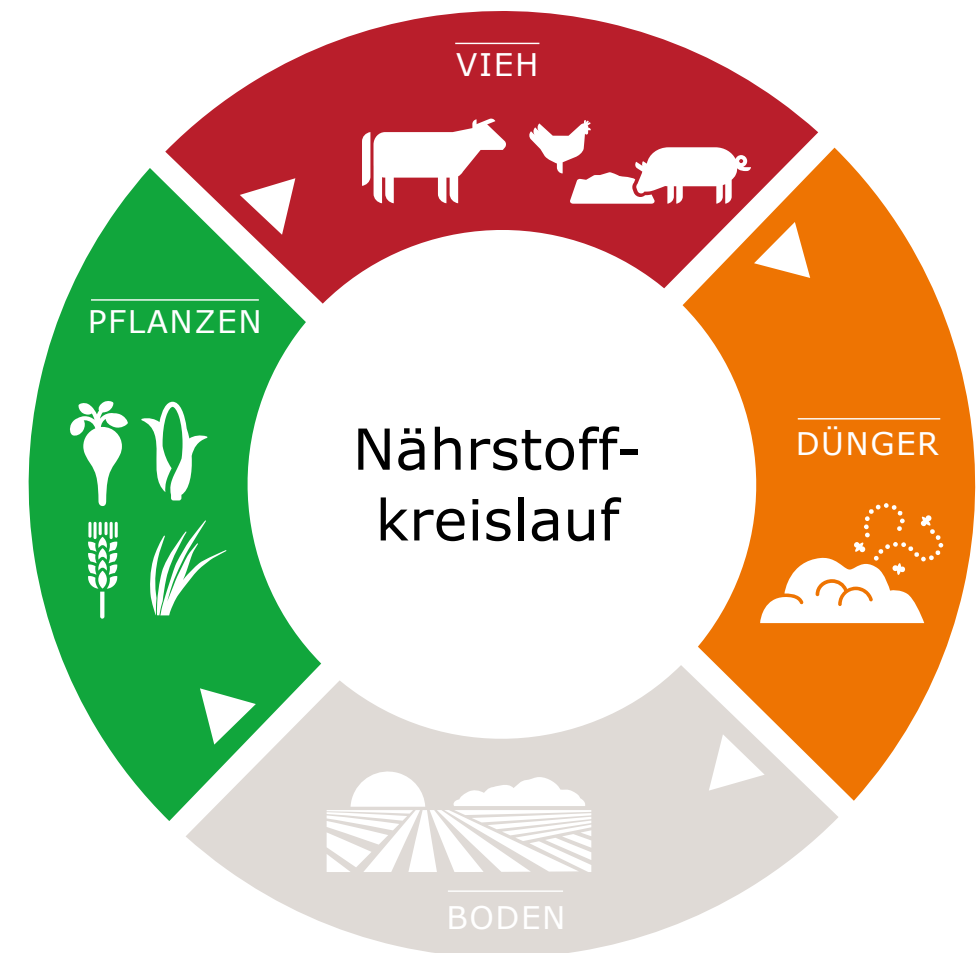 VIEH
PFLANZEN
DÜNGER
Nährstoff-
kreislauf
BODEN